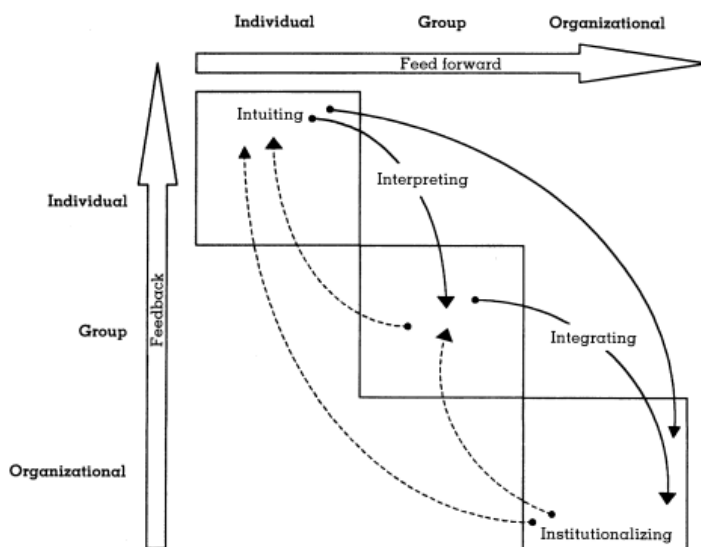 Individual Group Organizational
Feed forward
Intuiting
Interpreting
Individual
Feedback
Group
Integrating
Organizational
Institutionalizing